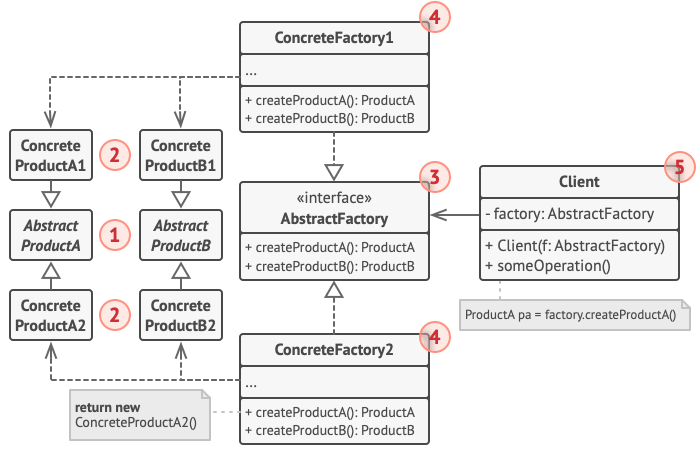 4
ConcreteFactory1
...
+ createProductA(): ProductA
+ createProductB(): ProductB
Concrete
ProductA1
2
Concrete
ProductB1
3
«interface»
AbstractFactory
+ createProductA(): ProductA
+ createProductB(): ProductB
5
Client
- factory: AbstractFactory
+ Client(f: AbstractFactory)
+ someOperation()
Abstract
ProductA
1
Abstract
ProductB
Concrete
ProductA2
2
Concrete
ProductB2
ProductA pa = factory.createProductA()
4
ConcreteFactory2
...
+ createProductA(): ProductA
+ createProductB(): ProductB
return new
ConcreteProductA2()